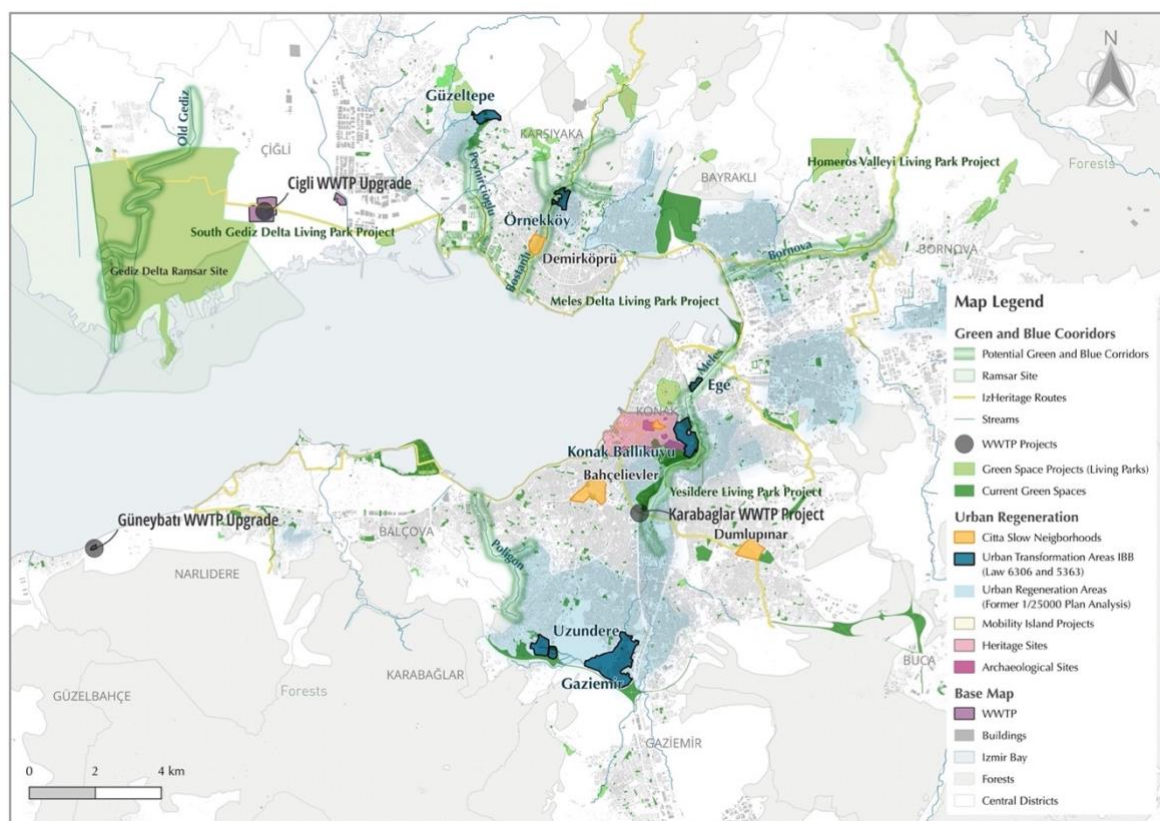 N
Güzeltepe
Old Gediz
KARŞIYAKA
ÇİĞLİ
Homeros Valleyi Living Park Project
Forests
BAYRAKLI
Cigli WWTP Upgrade
Peynircioğlu
Örnekköy
South Gediz Delta Living Park Project
Bornova
BORNOVA
Demirköprü
Gediz Delta Ramsar Site
Bostanlı
Meles Delta Living Park Project
Meles
Ege
KONAK
Konak Ballıkuyu
Bahçelievler
Yesildere Living Park Project
Karabaglar WWTP Project
Güneybatı WWTP Upgrade
BALÇOVA
Dumlupınar
Poligon
NARLIDERE
Uzundere
BUCA
KARABAĞLAR
Gaziemir
GÜZELBAHÇE
Forests
GAZİEMİR
0 2 4 km
Map Legend
Green and Blue Cooridors
Potential Green and Blue Corridors
Ramsar Site
IzHeritage Routes
Streams
WWTP Projects
Green Space Projects (Living Parks)
Current Green Spaces
Urban Regeneration
Citta Slow Neigborhoods
Urban Transformation Areas IBB
(Law 6306 and 5363)
Urban Regeneration Areas
(Former 1/25000 Plan Analysis)
Mobility Island Projects
Heritage Sites
Archaeological Sites
Base Map
WWTP
Buildings
Izmir Bay
Forests
Central Districts